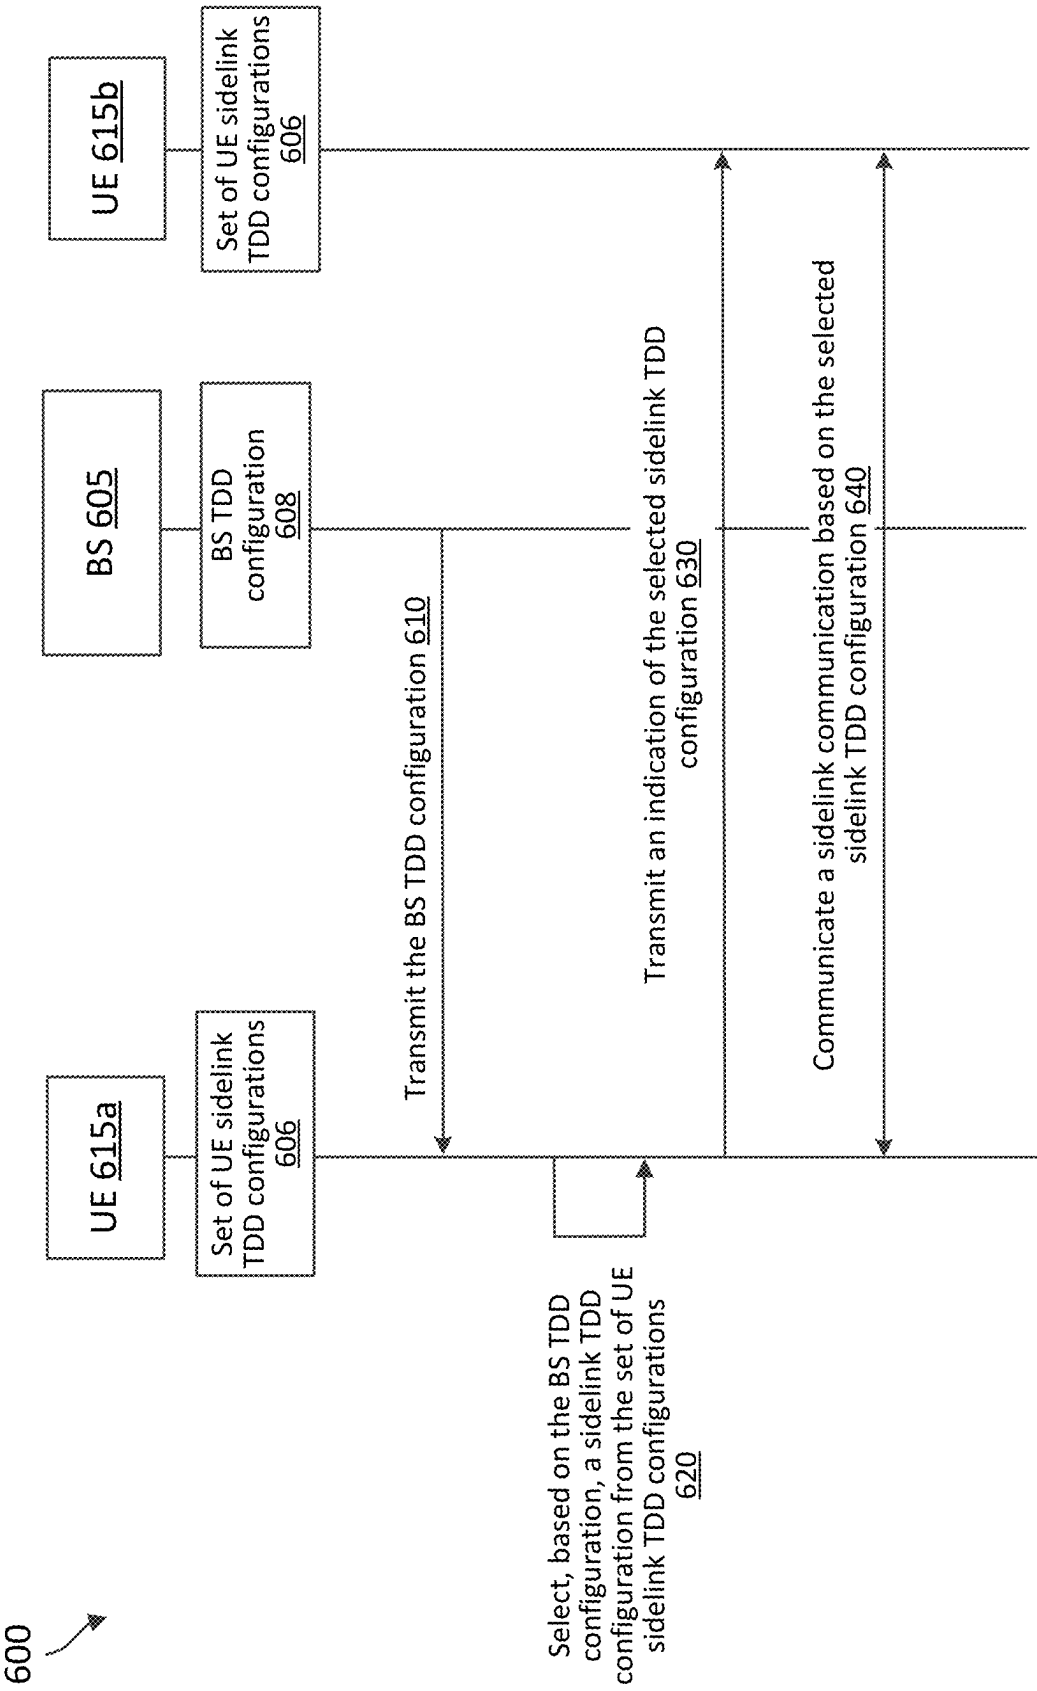 600
UE 615a
BS 605
UE 615b
Set of UE sidelink
TDD configurations
606
BS TDD
configuration
608
Set of UE sidelink
TDD configurations
606
Transmit the BS TDD configuration 610
Select, based on the BS TDD
configuration, a sidelink TDD
configuration from the set of UE
sidelink TDD configurations
620
Transmit an indication of the selected sidelink TDD
configuration 630
Communicate a sidelink communication based on the selected
sidelink TDD configuration 640